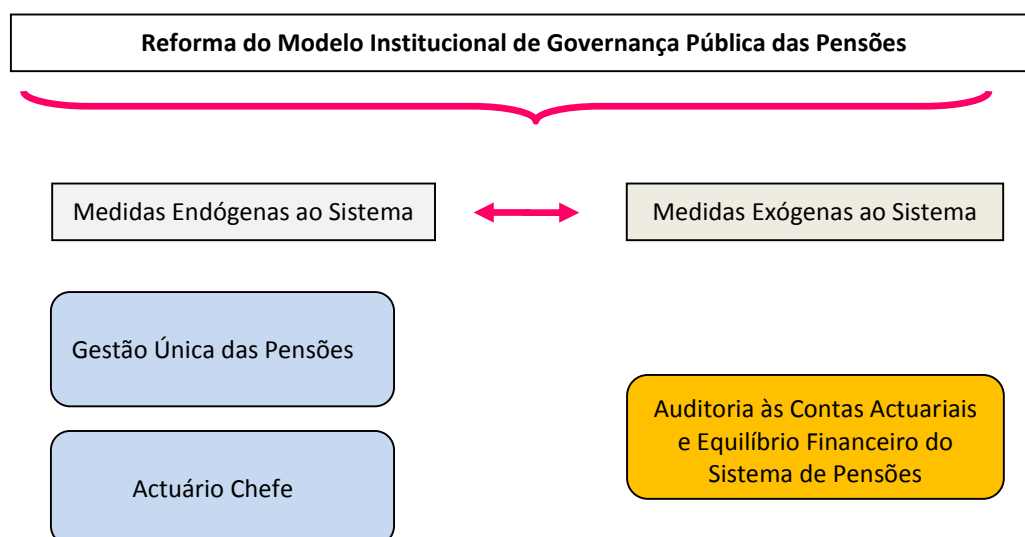 Reforma do Modelo Institucional de Governança Pública das Pensões
Medidas Endógenas ao Sistema
Medidas Exógenas ao Sistema
Gestão Única das Pensões
Actuário Chefe
Auditoria às Contas Actuariais
e Equilíbrio Financeiro do
Sistema de Pensões